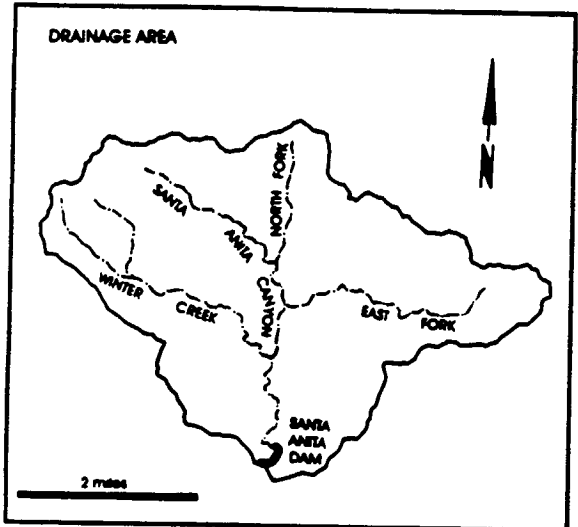 DRAINAGE AREA
N
NORTH FORK
SANTA
ANITA
CANYON
WINTER
CREEK
EAST
FORK
SANTA
ANITA
DAM
2 miles